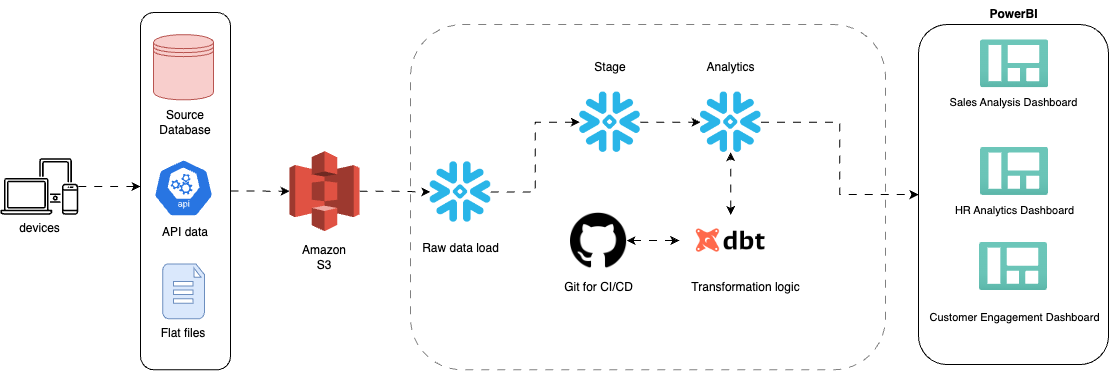 PowerBI
Stage
Analytics
Sales Analysis Dashboard
Source
Database
api
devices
API data
Amazon
S3
Raw data load
dbt
HR Analytics Dashboard
Git for CI/CD
Transformation logic
Flat files
Customer Engagement Dashboard